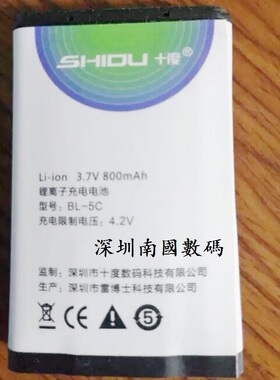 SHIDU 十度®
Li-ion 3.7V 800mAh
锂离子充电电池
型号: BL-5C
充电限制电压: 4.2V
深圳南國數碼
监制: 深圳市十度数码科技有限公司
生产: 深圳市雷博士科技有限公司
CE 5